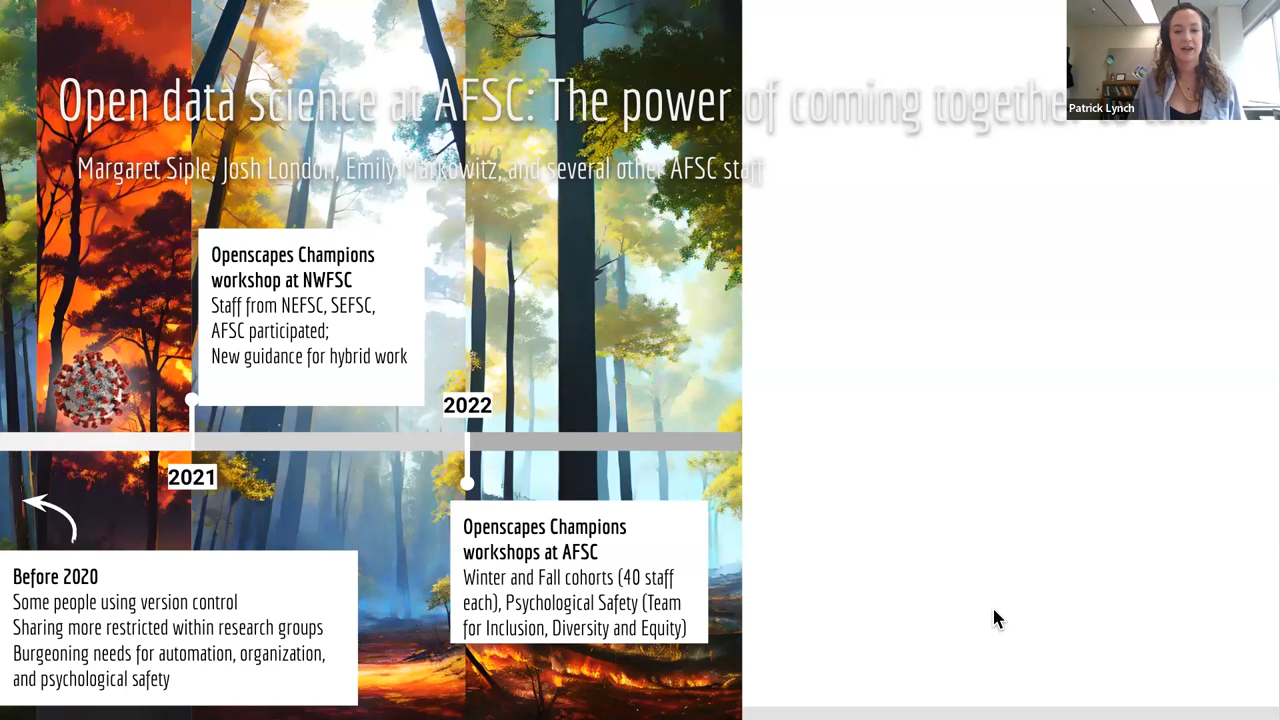 Open data science at AFSC: The power of coming together
Patrick Lynch
Margaret Siple, Josh London, Emily Markowitz, and several other AFSC staff
Openscapes Champions
workshop at NWFSC
Staff from NEFSC, SEFSC,
AFSC participated;
New guidance for hybrid work
2022
2021
Openscapes Champions
workshops at AFSC
Winter and Fall cohorts (40 staff
each), Psychological Safety (Team
for Inclusion, Diversity and Equity)
Before 2020
Some people using version control
Sharing more restricted within research groups
Burgeoning needs for automation, organization,
and psychological safety